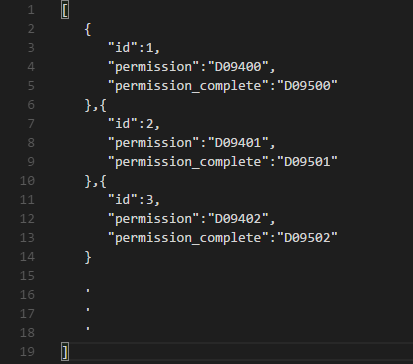 1 [
2 {
3 "id":1,
4 "permission":"D09400",
5 "permission_complete":"D09500"
6 },{
7 "id":2,
8 "permission":"D09401",
9 "permission_complete":"D09501"
10 },{
11 "id":3,
12 "permission":"D09402",
13 "permission_complete":"D09502"
14 }
15
16 '
17 '
18 '
19 ]